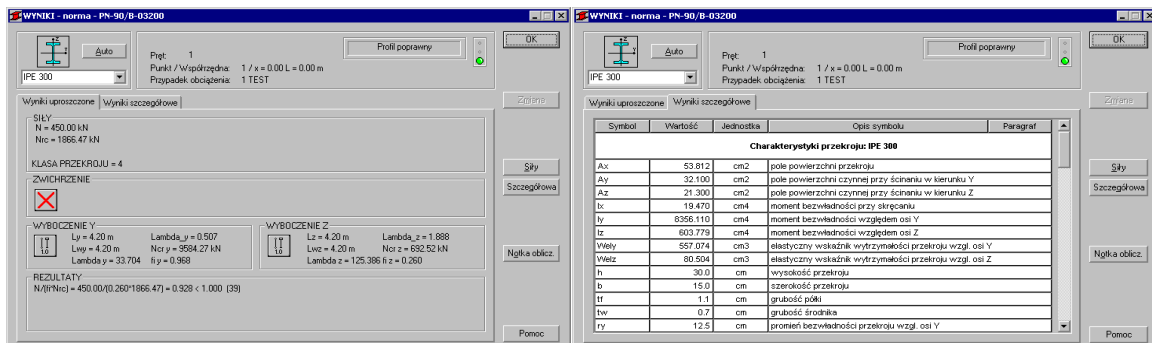 WYNIKI - norma - PN-90/B-03200
Auto
IPE 300
Pręt: 1
Punkt / Współrzędna: 1 / x = 0.00 L = 0.00 m
Przypadek obciążenia: 1 TEST
Profil poprawny
OK
Zmiana
Siły
Szczegółowa
Notka oblicz.
Pomoc
Wyniki uproszczone Wyniki szczegółowe
SIŁY
N = 450.00 kN
Nrc = 1866.47 kN
KLASA PRZEKROJU = 4
ZWICHRZENIE
WYBOCZENIE Y
1.0
Ly = 4.20 m Lambda_y = 0.507
Lwy = 4.20 m Ncr y = 9584.27 kN
Lambda y = 33.704 fi y = 0.968
WYBOCZENIE Z
1.0
Lz = 4.20 m Lambda_z = 1.888
Lwz = 4.20 m Ncr z = 692.52 kN
Lambda z = 125.386 fi z = 0.260
REZULTATY
N/(fi*Nrc) = 450.00/(0.260*1866.47) = 0.928 < 1.000 (39)
WYNIKI - norma - PN-90/B-03200
Auto
IPE 300
Pręt: 1
Punkt / Współrzędna: 1 / x = 0.00 L = 0.00 m
Przypadek obciążenia: 1 TEST
Profil poprawny
OK
Zmiana
Siły
Szczegółowa
Notka oblicz.
Pomoc
Wyniki uproszczone Wyniki szczegółowe
Symbol Wartość Jednostka Opis symbolu Paragraf
Charakterystyki przekroju: IPE 300
Ax 53.812 cm2 pole powierzchni przekroju
Ay 32.100 cm2 pole powierzchni czynnej przy ścinaniu w kierunku Y
Az 21.300 cm2 pole powierzchni czynnej przy ścinaniu w kierunku Z
Ix 19.470 cm4 moment bezwładności przy skręcaniu
Iy 8356.110 cm4 moment bezwładności względem osi Y
Iz 603.779 cm4 moment bezwładności względem osi Z
Wely 557.074 cm3 elastyczny wskaźnik wytrzymałości przekroju wzgl. osi Y
Welz 80.504 cm3 elastyczny wskaźnik wytrzymałości przekroju wzgl. osi Z
h 30.0 cm wysokość przekroju
b 15.0 cm szerokość przekroju
tf 1.1 cm grubość półki
tw 0.7 cm grubość środnika
ry 12.5 cm promień bezwładności przekroju wzgl. osi Y